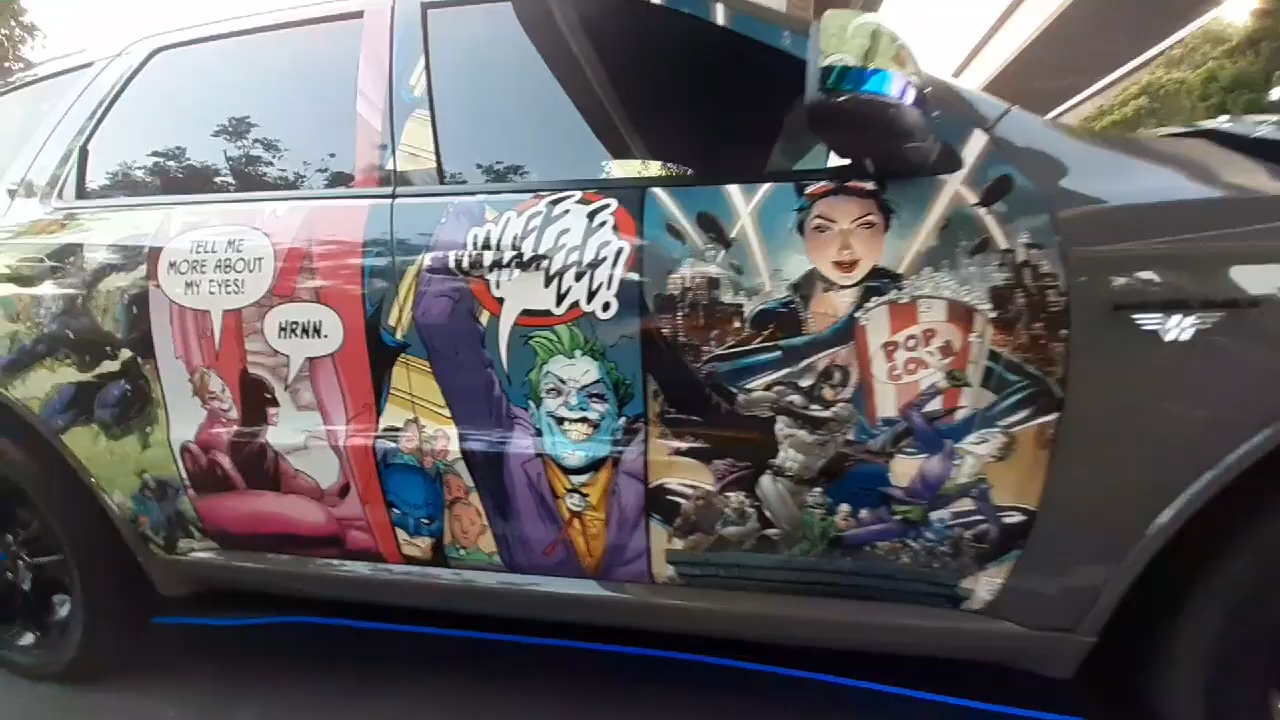 TELL ME
MORE ABOUT
MY EYES!
HRNN.
POP
CORN